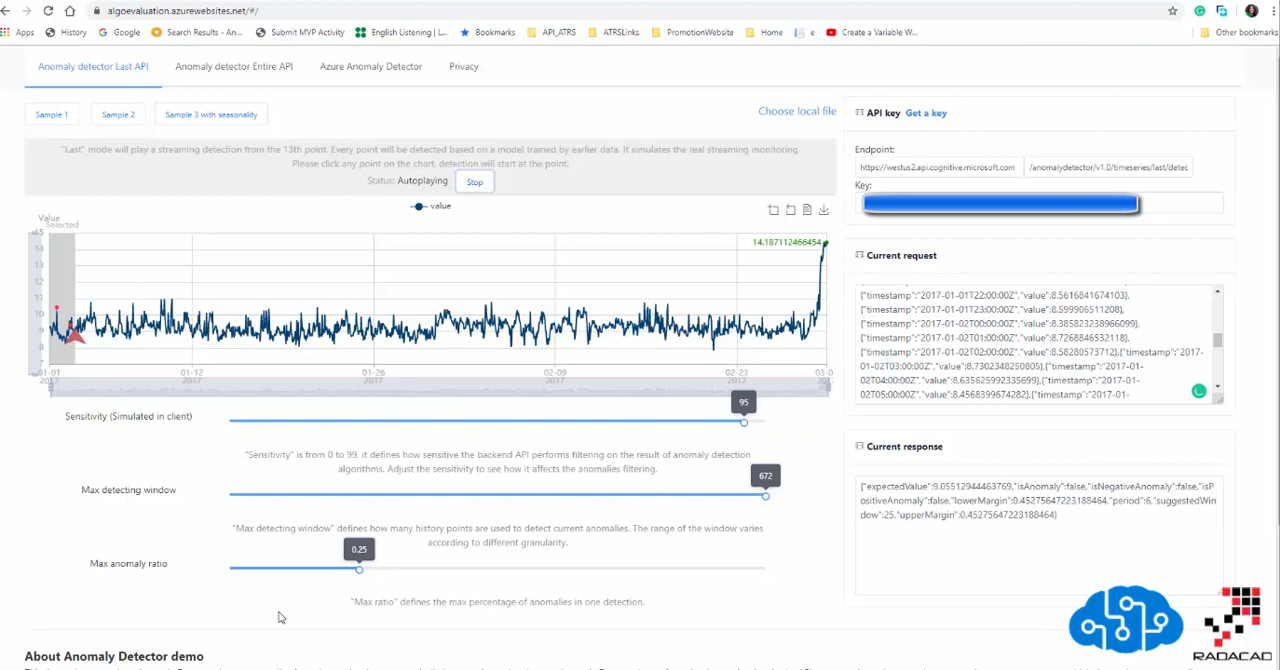 algoevaluation.azurewebsites.net/#/
Apps History Google Search Results - An... Submit MVP Activity English Listening | L... Bookmarks API_ATRS ATRSLinks PromotionWebsite Home e Create a Variable W... Other bookmarks
Anomaly detector Last API Anomaly detector Entire API Azure Anomaly Detector Privacy
Sample 1 Sample 2 Sample 3 with seasonality Choose local file
"Last" mode will play a streaming detection from the 13th point. Every point will be detected based on a model trained by earlier data. It simulates the real streaming monitoring.
Please click any point on the chart, detection will start at the point.
Status: Autoplaying Stop
value
Value
Selected
14.187112466454
14
13
12
11
10
9
8
7
01-01 01-12 01-26 02-09 02-23 03-0
2017 2017 2017 2017 2017
Sensitivity (Simulated in client) 95
"Sensitivity" is from 0 to 99, it defines how sensitive the backend API performs filtering on the result of anomaly detection
algorithms. Adjust the sensitivity to see how it affects the anomalies filtering.
Max detecting window 672
"Max detecting window" defines how many history points are used to detect current anomalies. The range of the window varies
according to different granularity.
Max anomaly ratio 0.25
"Max ratio" defines the max percentage of anomalies in one detection.
About Anomaly Detector demo
API key Get a key
Endpoint:
https://westus2.api.cognitive.microsoft.com /anomalydetector/v1.0/timeseries/last/detec
Key:
Current request
{"timestamp":"2017-01-01T22:00:00Z","value":8.5616841674103},
{"timestamp":"2017-01-01T23:00:00Z","value":8.599906511208},
{"timestamp":"2017-01-02T00:00:00Z","value":8.385823238966099},
{"timestamp":"2017-01-02T01:00:00Z","value":8.7268846532118},
{"timestamp":"2017-01-02T02:00:00Z","value":8.58280573712},{"timestamp":"2017-
01-02T03:00:00Z","value":8.7302348250805},{"timestamp":"2017-01-
02T04:00:00Z","value":8.635625992335699},{"timestamp":"2017-01-
02T05:00:00Z","value":8.4568399674282},{"timestamp":"2017-01-
Current response
{"expectedValue":9.05512944463769,"isAnomaly":false,"isNegativeAnomaly":false,"isP
ositiveAnomaly":false,"lowerMargin":0.45275647223188464,"period":6,"suggestedWin
dow":25,"upperMargin":0.45275647223188464}
RADACAD